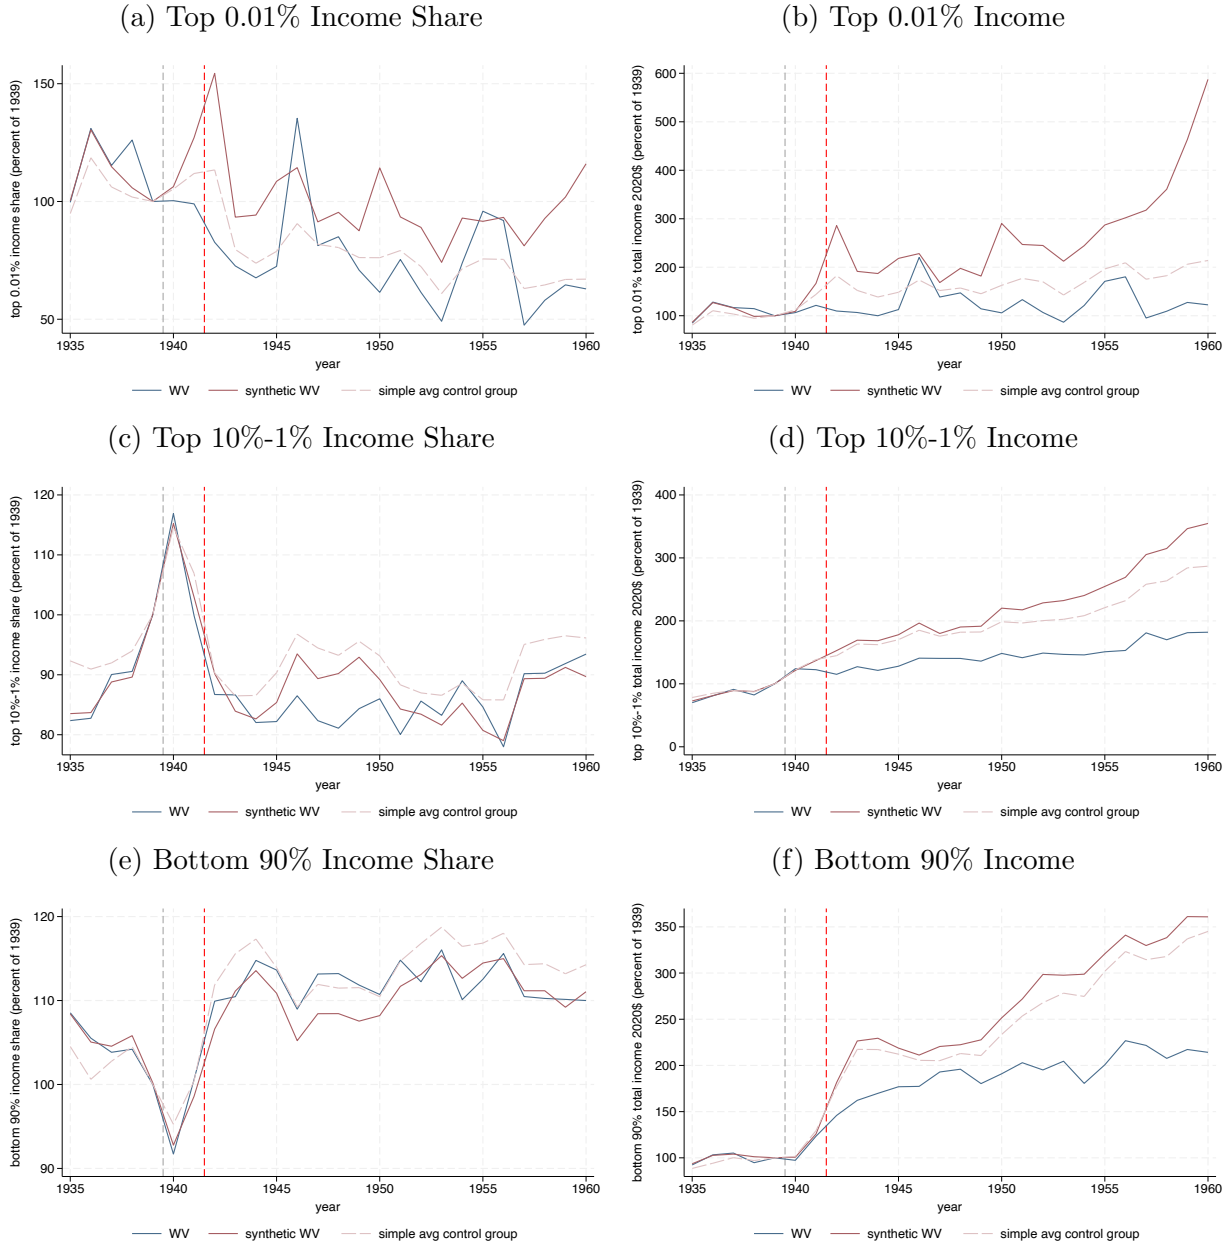 (a) Top 0.01% Income Share
top 0.01% income share (percent of 1939)
150
100
50
1935 1940 1945 1950 1955 1960
year
WV synthetic WV simple avg control group
(b) Top 0.01% Income
top 0.01% total income 2020$ (percent of 1939)
600
500
400
300
200
100
1935 1940 1945 1950 1955 1960
year
WV synthetic WV simple avg control group
(c) Top 10%-1% Income Share
top 10%-1% income share (percent of 1939)
120
110
100
90
80
1935 1940 1945 1950 1955 1960
year
WV synthetic WV simple avg control group
(d) Top 10%-1% Income
top 10%-1% total income 2020$ (percent of 1939)
400
300
200
100
0
1935 1940 1945 1950 1955 1960
year
WV synthetic WV simple avg control group
(e) Bottom 90% Income Share
bottom 90% income share (percent of 1939)
120
110
100
90
1935 1940 1945 1950 1955 1960
year
WV synthetic WV simple avg control group
(f) Bottom 90% Income
bottom 90% total income 2020$ (percent of 1939)
350
300
250
200
150
100
1935 1940 1945 1950 1955 1960
year
WV synthetic WV simple avg control group